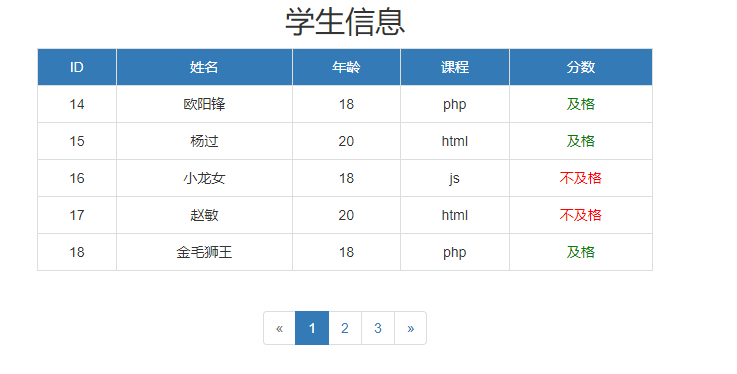 学生信息
ID 姓名 年龄 课程 分数
14 欧阳锋 18 php 及格
15 杨过 20 html 及格
16 小龙女 18 js 不及格
17 赵敏 20 html 不及格
18 金毛狮王 18 php 及格
« 1 2 3 »